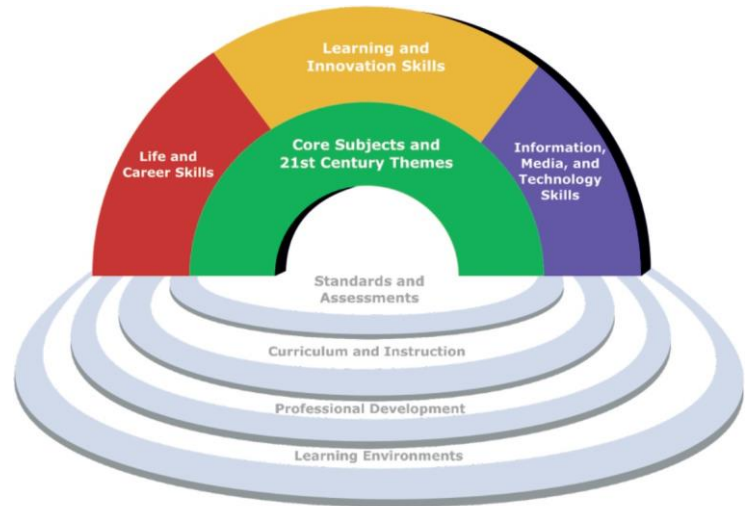 Learning and
Innovation Skills
Life and
Career Skills
Core Subjects and
21st Century Themes
Information,
Media, and
Technology
Skills
Standards and
Assessments
Curriculum and Instruction
Professional Development
Learning Environments